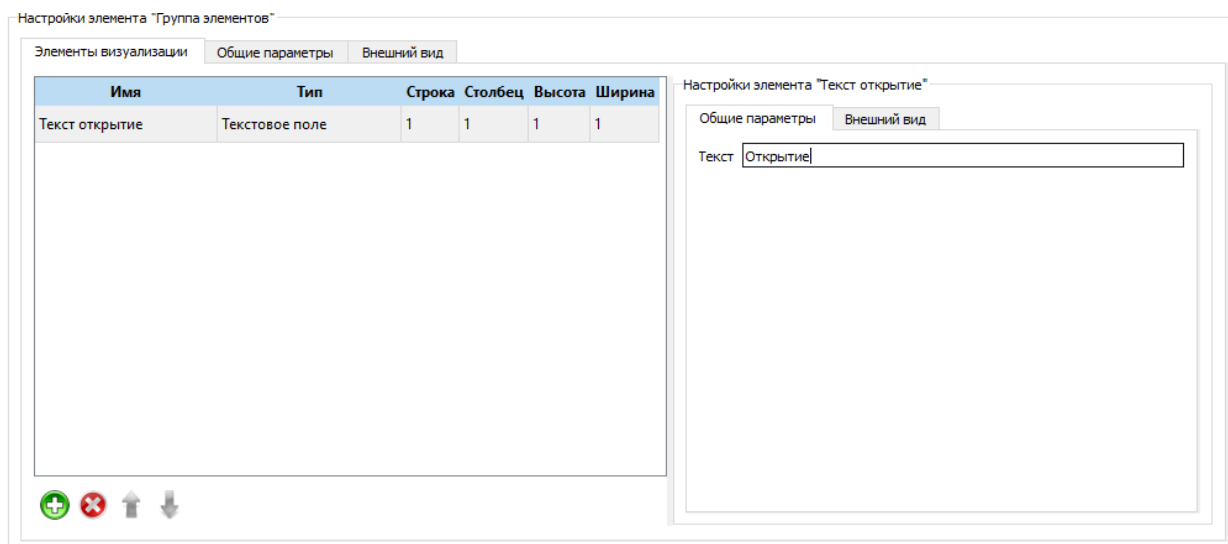 Настройки элемента "Группа элементов"
Элементы визуализации Общие параметры Внешний вид
Имя Тип Строка Столбец Высота Ширина
Текст открытие Текстовое поле 1 1 1 1
Настройки элемента "Текст открытие"
Общие параметры Внешний вид
Текст Открытие